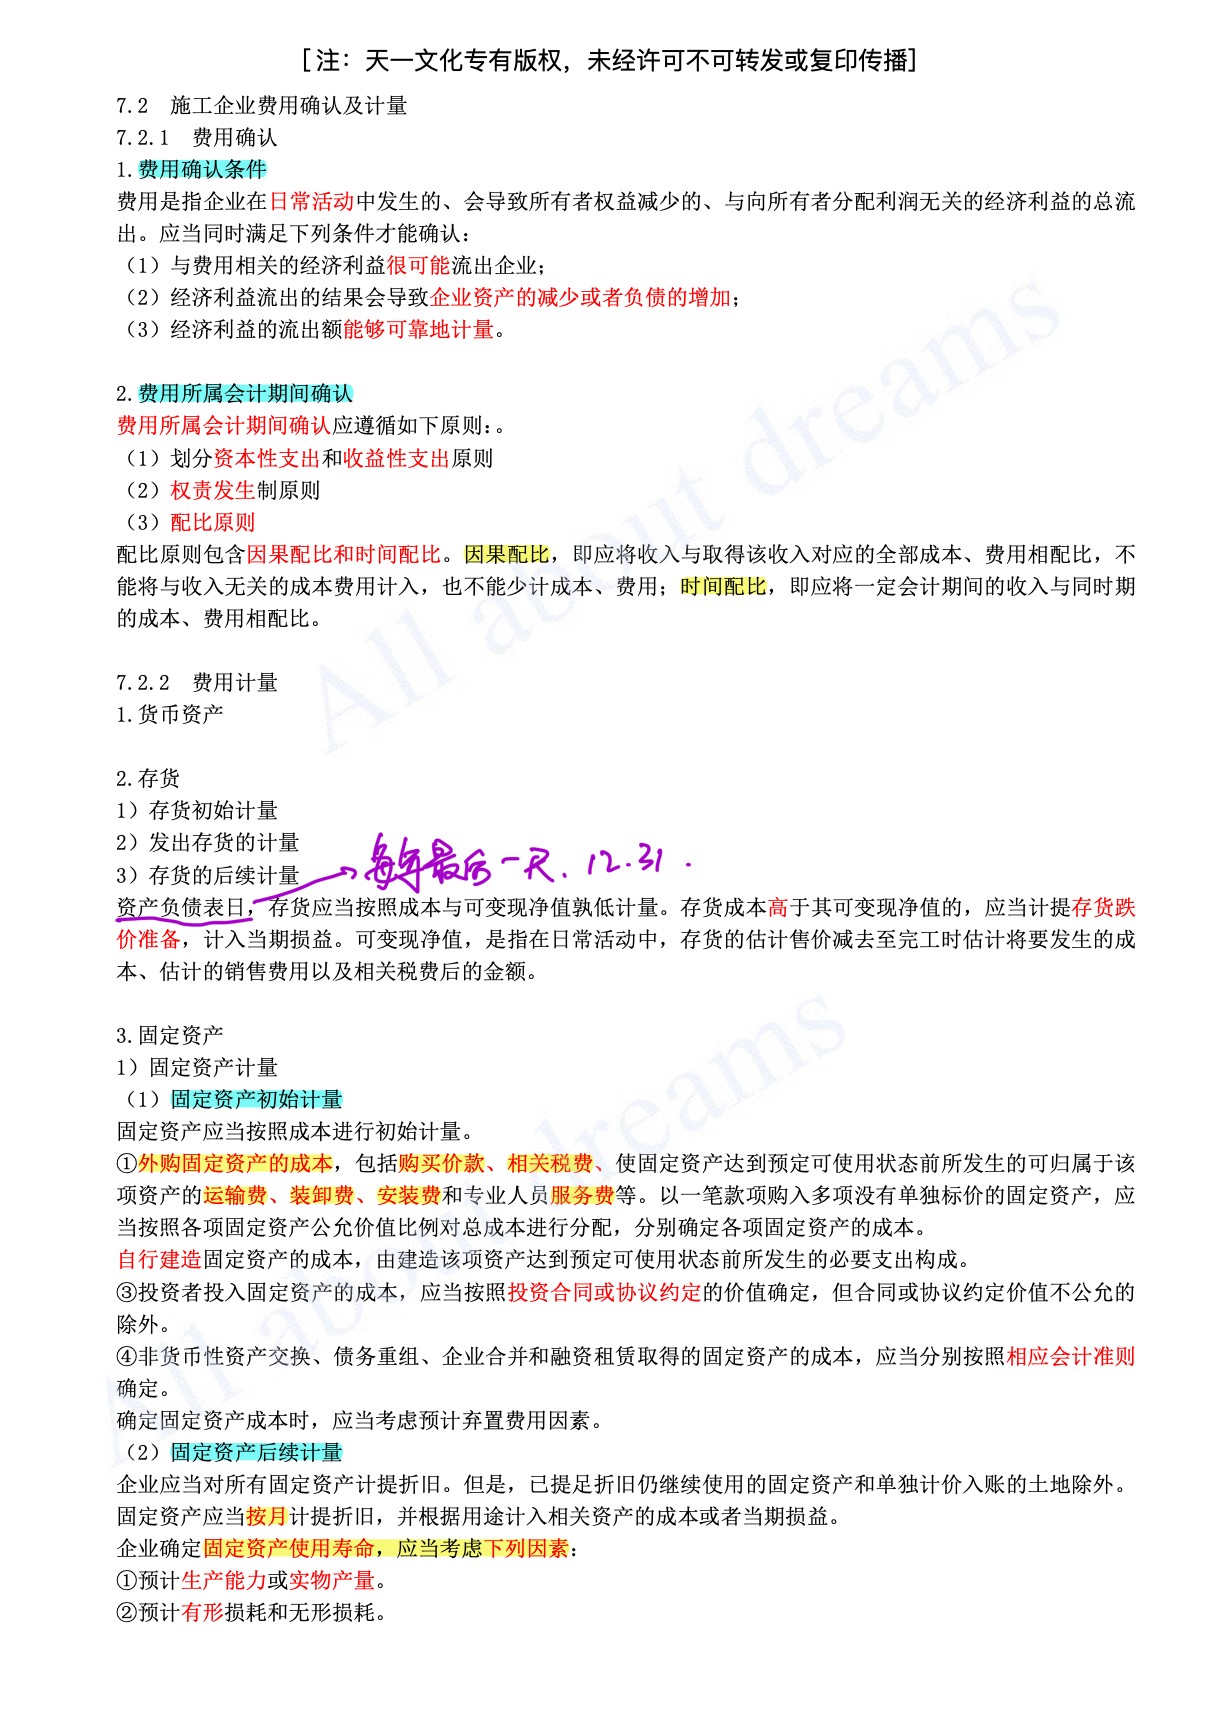 [注：天一文化专有版权，未经许可不可转发或复印传播]
7.2 施工企业费用确认及计量
7.2.1 费用确认
1.费用确认条件
费用是指企业在日常活动中发生的、会导致所有者权益减少的、与向所有者分配利润无关的经济利益的总流
出。应当同时满足下列条件才能确认：
（1）与费用相关的经济利益很可能流出企业；
（2）经济利益流出的结果会导致企业资产的减少或者负债的增加；
（3）经济利益的流出额能够可靠地计量。
2.费用所属会计期间确认
费用所属会计期间确认应遵循如下原则：。
（1）划分资本性支出和收益性支出原则
（2）权责发生制原则
（3）配比原则
配比原则包含因果配比和时间配比。因果配比，即应将收入与取得该收入对应的全部成本、费用相配比，不
能将与收入无关的成本费用计入，也不能少计成本、费用；时间配比，即应将一定会计期间的收入与同时期
的成本、费用相配比。
7.2.2 费用计量
1.货币资产
2.存货
1）存货初始计量
2）发出存货的计量
3）存货的后续计量
每年最后一天、12.31.
资产负债表日，存货应当按照成本与可变现净值孰低计量。存货成本高于其可变现净值的，应当计提存货跌
价准备，计入当期损益。可变现净值，是指在日常活动中，存货的估计售价减去至完工时估计将要发生的成
本、估计的销售费用以及相关税费后的金额。
3.固定资产
1）固定资产计量
（1）固定资产初始计量
固定资产应当按照成本进行初始计量。
①外购固定资产的成本，包括购买价款、相关税费、使固定资产达到预定可使用状态前所发生的可归属于该
项资产的运输费、装卸费、安装费和专业人员服务费等。以一笔款项购入多项没有单独标价的固定资产，应
当按照各项固定资产公允价值比例对总成本进行分配，分别确定各项固定资产的成本。
自行建造固定资产的成本，由建造该项资产达到预定可使用状态前所发生的必要支出构成。
③投资者投入固定资产的成本，应当按照投资合同或协议约定的价值确定，但合同或协议约定价值不公允的
除外。
④非货币性资产交换、债务重组、企业合并和融资租赁取得的固定资产的成本，应当分别按照相应会计准则
确定。
确定固定资产成本时，应当考虑预计弃置费用因素。
（2）固定资产后续计量
企业应当对所有固定资产计提折旧。但是，已提足折旧仍继续使用的固定资产和单独计价入账的土地除外。
固定资产应当按月计提折旧，并根据用途计入相关资产的成本或者当期损益。
企业确定固定资产使用寿命，应当考虑下列因素：
①预计生产能力或实物产量。
②预计有形损耗和无形损耗。
All about dreams
All about dreams